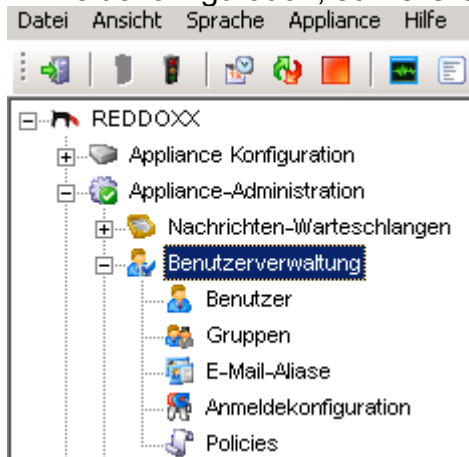 Datei Ansicht Sprache Appliance Hilfe
REDDOXX
Appliance Konfiguration
Appliance-Administration
Nachrichten-Warteschlangen
Benutzerverwaltung
Benutzer
Gruppen
E-Mail-Aliase
Anmeldekonfiguration
Policies